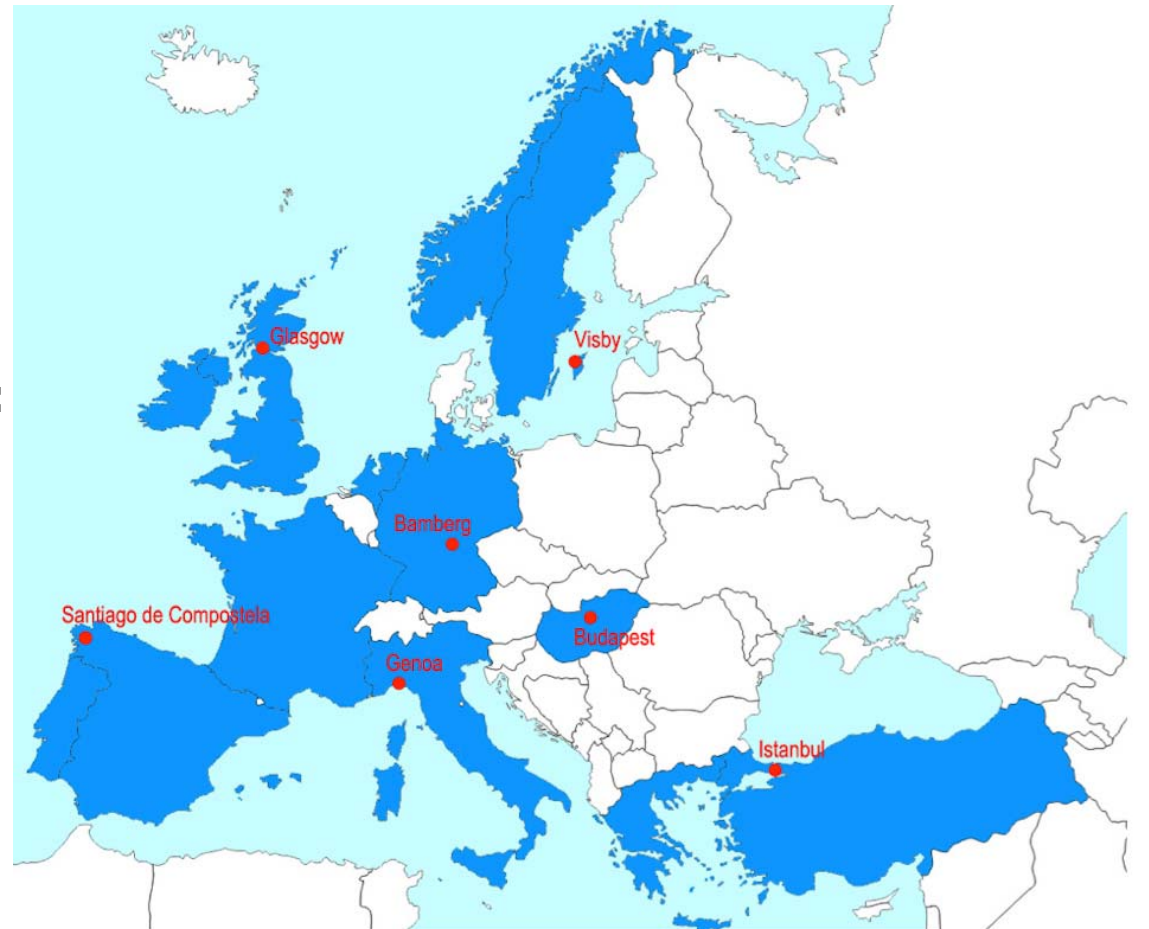 Glasgow
Visby
Bamberg
Santiago de Compostela
Budapest
Genoa
Istanbul